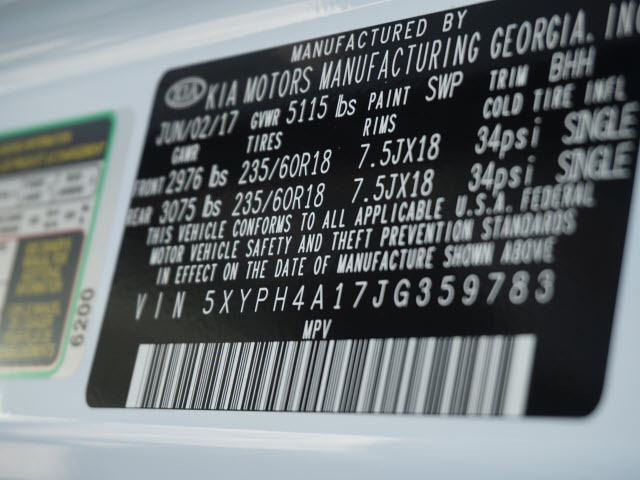 MANUFACTURED BY
KIA KIA MOTORS MANUFACTURING GEORGIA, INC
JUN/02/17 GVWR 5115 lbs PAINT SWP TRIM BHH
GAWR TIRES RIMS COLD TIRE INFL
FRONT 2976 lbs 235/60R18 7.5JX18 34psi SINGLE
REAR 3075 lbs 235/60R18 7.5JX18 34psi SINGLE
THIS VEHICLE CONFORMS TO ALL APPLICABLE U.S.A. FEDERAL
MOTOR VEHICLE SAFETY AND THEFT PREVENTION STANDARDS
IN EFFECT ON THE DATE OF MANUFACTURE SHOWN ABOVE
VIN 5XYPH4A17JG359783
MPV
6200